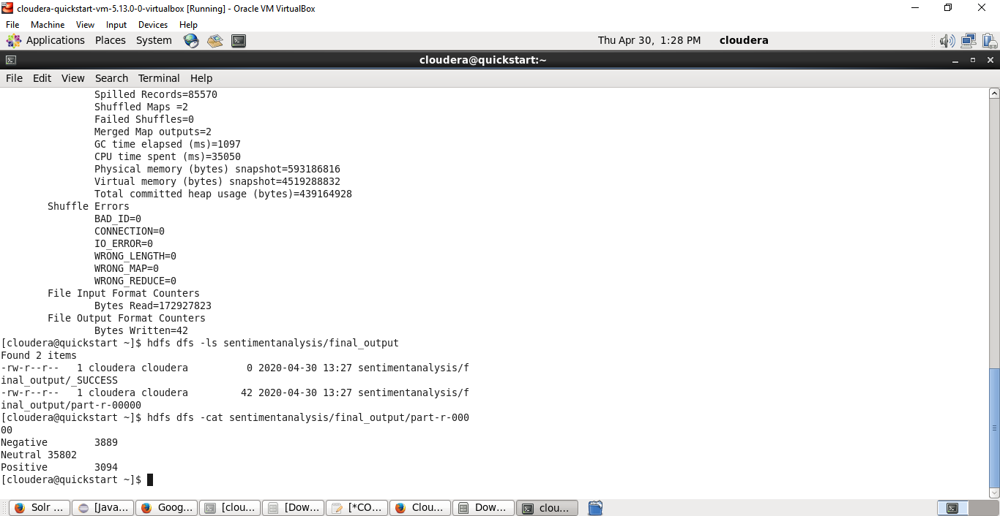 cloudera-quickstart-vm-5.13.0-0-virtualbox [Running] - Oracle VM VirtualBox
File Machine View Input Devices Help
Applications Places System Thu Apr 30, 1:28 PM cloudera
cloudera@quickstart:~
File Edit View Search Terminal Help
Spilled Records=85570
Shuffled Maps =2
Failed Shuffles=0
Merged Map outputs=2
GC time elapsed (ms)=1097
CPU time spent (ms)=35050
Physical memory (bytes) snapshot=593186816
Virtual memory (bytes) snapshot=4519288832
Total committed heap usage (bytes)=439164928
Shuffle Errors
BAD_ID=0
CONNECTION=0
IO_ERROR=0
WRONG_LENGTH=0
WRONG_MAP=0
WRONG_REDUCE=0
File Input Format Counters
Bytes Read=172927823
File Output Format Counters
Bytes Written=42
[cloudera@quickstart ~]$ hdfs dfs -ls sentimentanalysis/final_output
Found 2 items
-rw-r--r--   1 cloudera cloudera          0 2020-04-30 13:27 sentimentanalysis/f
inal_output/_SUCCESS
-rw-r--r--   1 cloudera cloudera         42 2020-04-30 13:27 sentimentanalysis/f
inal_output/part-r-00000
[cloudera@quickstart ~]$ hdfs dfs -cat sentimentanalysis/final_output/part-r-000
00
Negative        3889
Neutral 35802
Positive        3094
[cloudera@quickstart ~]$
Solr ... [Java... Goog... [clou... [Dow... [*CO... Clou... Dow... clou...